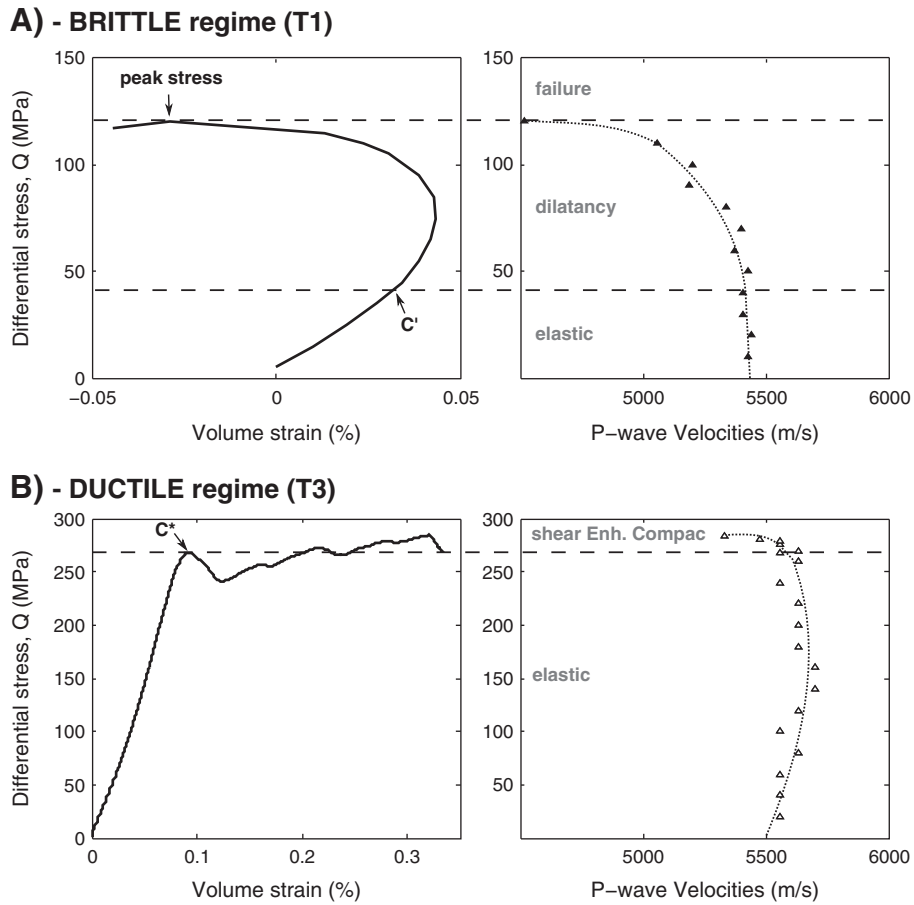 A) - BRITTLE regime (T1)
Differential stress, Q (MPa)
150
100
50
0
peak stress
C'
−0.05
0
0.05
Volume strain (%)
failure
dilatancy
elastic
5000
5500
6000
P−wave Velocities (m/s)
B) - DUCTILE regime (T3)
Differential stress, Q (MPa)
300
250
200
150
100
50
0
C*
0
0.1
0.2
0.3
Volume strain (%)
300
250
200
150
100
50
shear Enh. Compac
elastic
5000
5500
6000
P−wave Velocities (m/s)